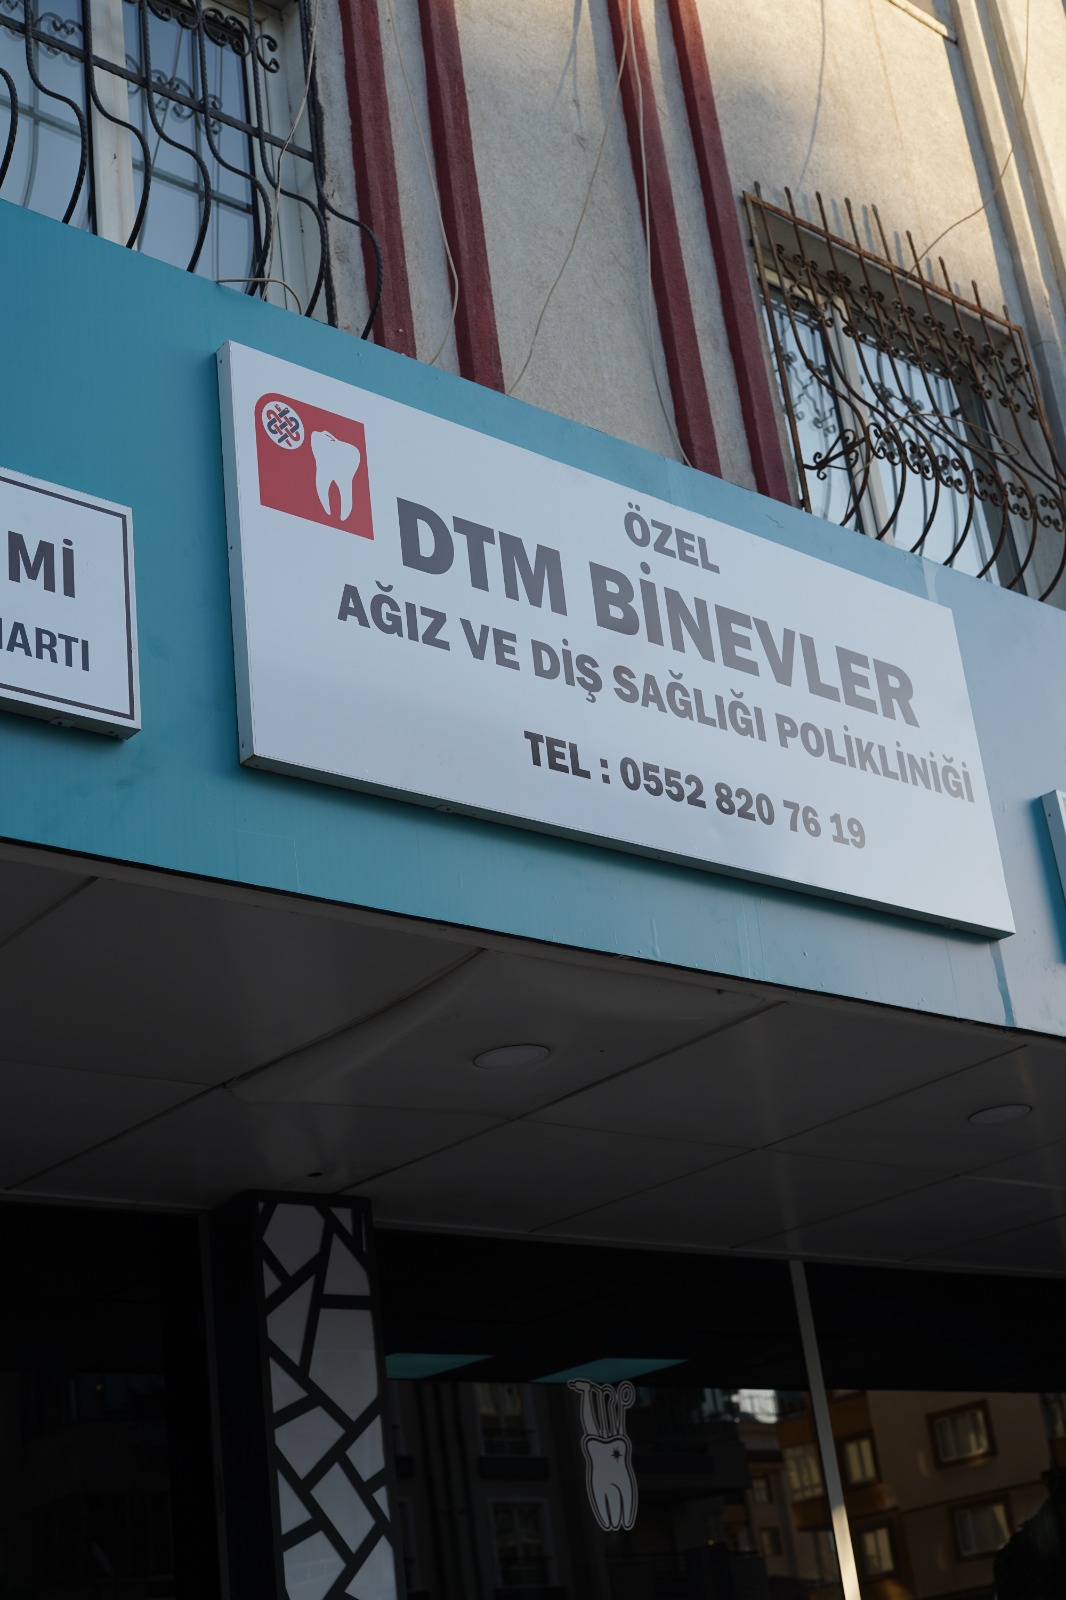 Mİ
ARTI
ÖZEL
DTM BİNEVLER
AĞIZ VE DİŞ SAĞLIĞI POLİKLİNİĞİ
TEL : 0552 820 76 19